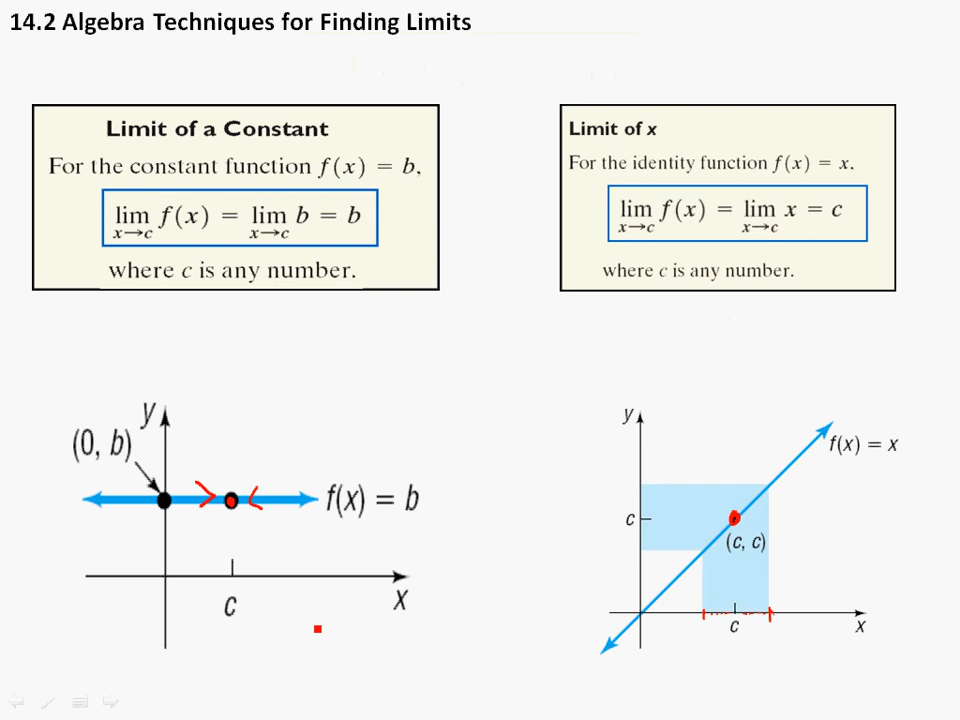 14.2 Algebra Techniques for Finding Limits
Limit of a Constant
For the constant function f(x) = b,
lim f(x) = lim b = b
x→c x→c
where c is any number.
Limit of x
For the identity function f(x) = x.
lim f(x) = lim x = c
x→c x→c
where c is any number.
y
(0, b)
f(x) = b
c
x
y
f(x) = x
c
(c, c)
c
x